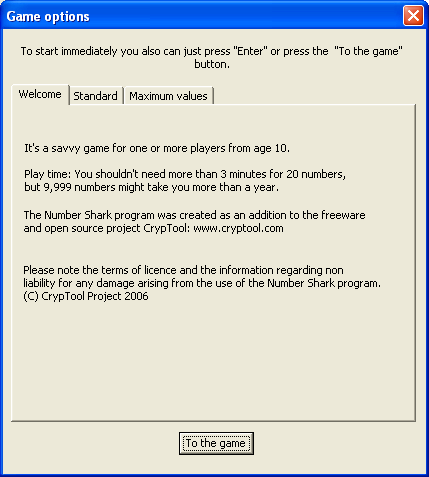 Game options
To start immediately you also can just press "Enter" or press the "To the game"
button.
Welcome Standard Maximum values
It's a savvy game for one or more players from age 10.
Play time: You shouldn't need more than 3 minutes for 20 numbers,
but 9,999 numbers might take you more than a year.
The Number Shark program was created as an addition to the freeware
and open source project CrypTool: www.cryptool.com
Please note the terms of licence and the information regarding non
liability for any damage arising from the use of the Number Shark program.
(C) CrypTool Project 2006
To the game